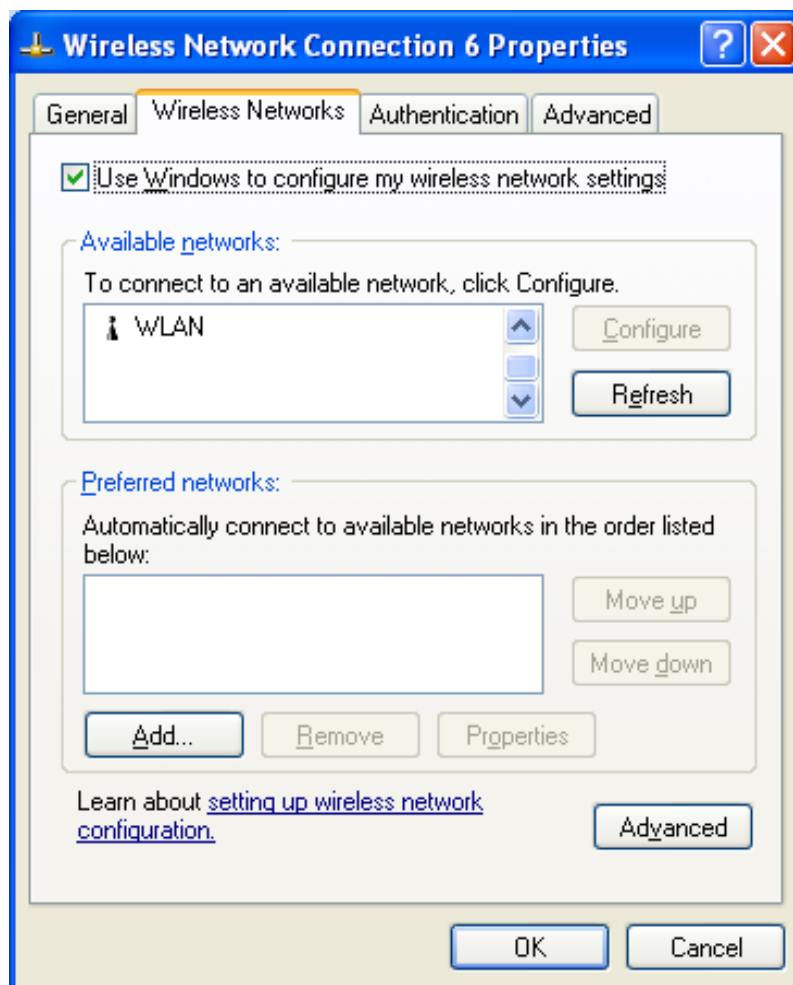 Wireless Network Connection 6 Properties
General Wireless Networks Authentication Advanced
Use Windows to configure my wireless network settings
Available networks:
To connect to an available network, click Configure.
WLAN
Configure
Refresh
Preferred networks:
Automatically connect to available networks in the order listed
below:
Move up
Move down
Add... Remove Properties
Learn about setting up wireless network
configuration.
Advanced
OK Cancel